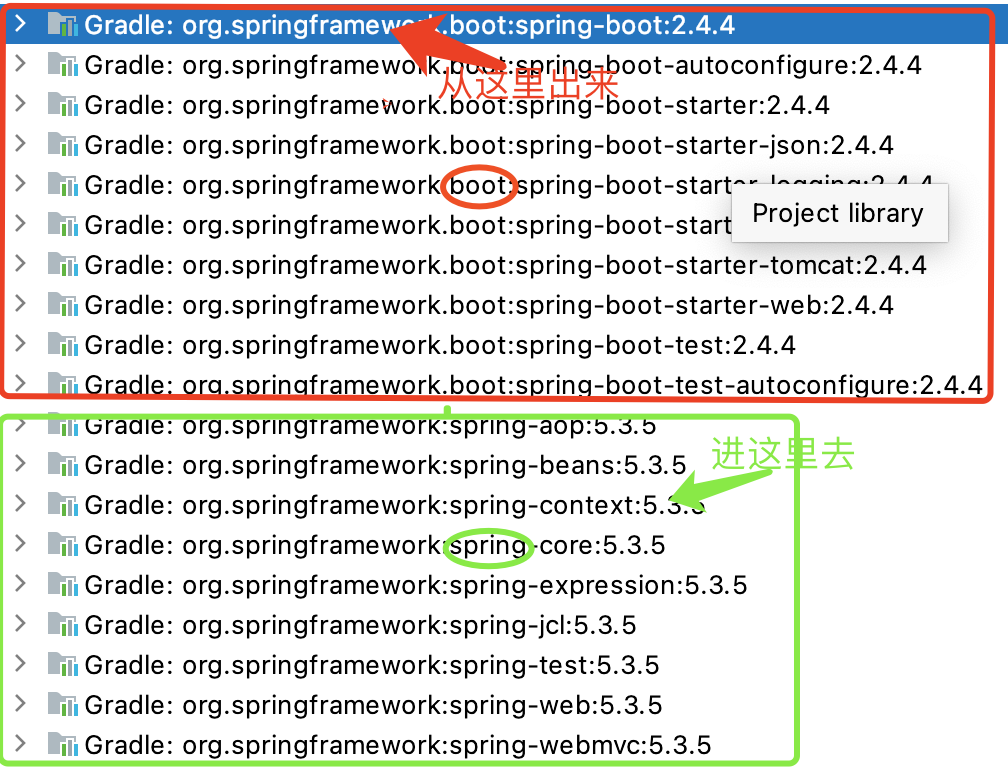 Gradle: org.springframework.boot:spring-boot:2.4.4
Gradle: org.springframework.boot:spring-boot-autoconfigure:2.4.4
从这里出来
Gradle: org.springframework.boot:spring-boot-starter:2.4.4
Gradle: org.springframework.boot:spring-boot-starter-json:2.4.4
Gradle: org.springframework.boot:spring-boot-starter-logging:2.4.4
Project library
Gradle: org.springframework.boot:spring-boot-start
Gradle: org.springframework.boot:spring-boot-starter-tomcat:2.4.4
Gradle: org.springframework.boot:spring-boot-starter-web:2.4.4
Gradle: org.springframework.boot:spring-boot-test:2.4.4
Gradle: org.springframework.boot:spring-boot-test-autoconfigure:2.4.4
Gradle: org.springframework:spring-aop:5.3.5
进这里去
Gradle: org.springframework:spring-beans:5.3.5
Gradle: org.springframework:spring-context:5.3.5
Gradle: org.springframework:spring-core:5.3.5
Gradle: org.springframework:spring-expression:5.3.5
Gradle: org.springframework:spring-jcl:5.3.5
Gradle: org.springframework:spring-test:5.3.5
Gradle: org.springframework:spring-web:5.3.5
Gradle: org.springframework:spring-webmvc:5.3.5